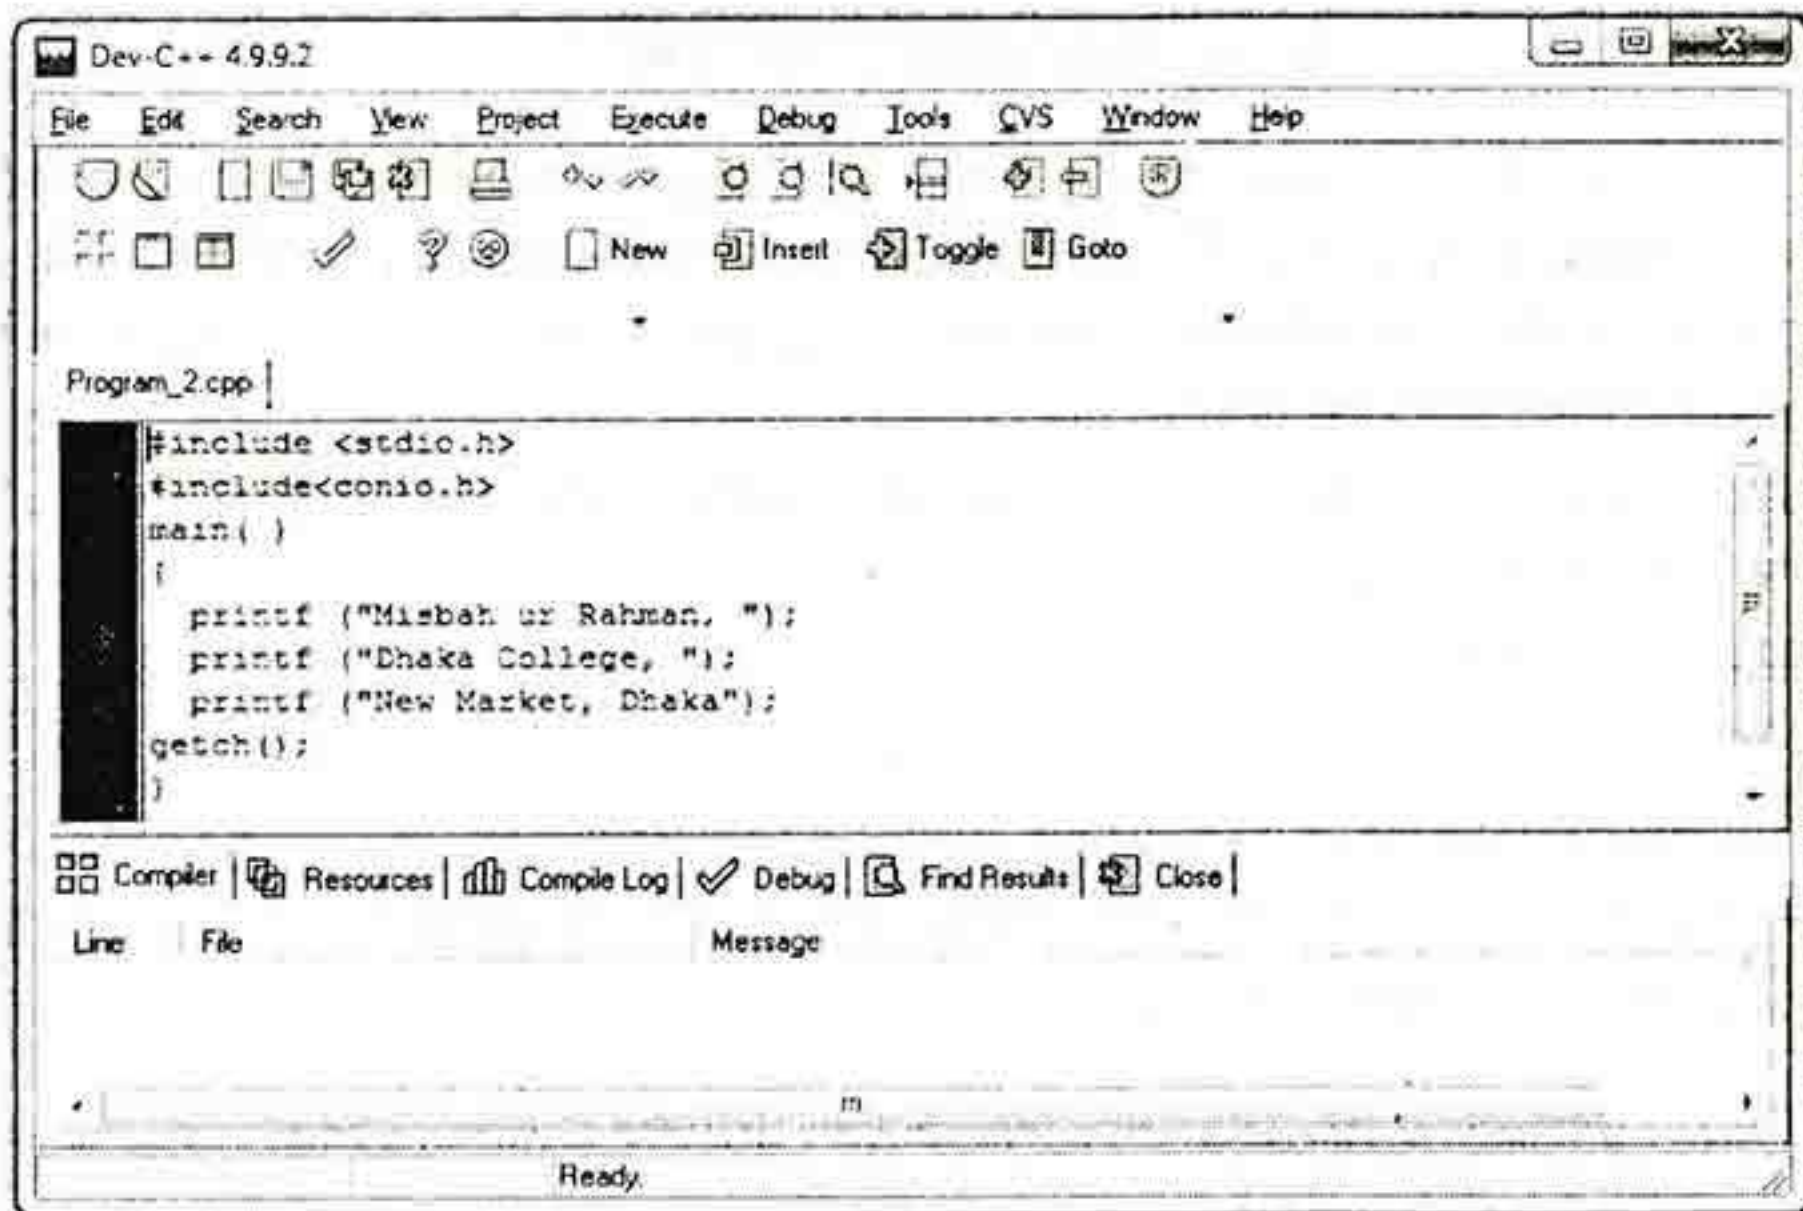 Dev-C++ 4.9.9.2
File Edit Search View Project Execute Debug Tools CVS Window Help
New Insert Toggle Goto
Program_2.cpp
#include <stdio.h>
#include<conio.h>
main( )
{
printf ("Misbah ur Rahman, ");
printf ("Dhaka College, ");
printf ("New Market, Dhaka");
getch();
}
Compiler Resources Compile Log Debug Find Results Close
Line File Message
Ready.